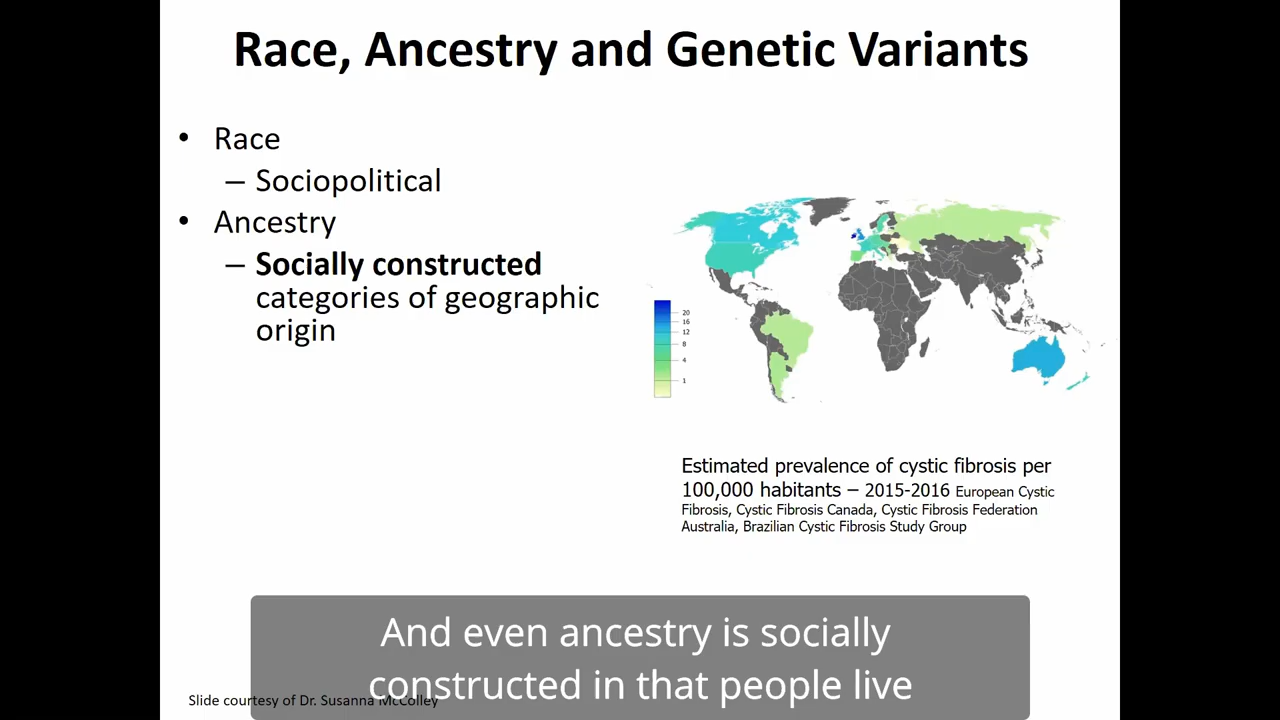 Race, Ancestry and Genetic Variants
• Race
– Sociopolitical
• Ancestry
– Socially constructed
categories of geographic
origin
20
16
12
8
4
1
Estimated prevalence of cystic fibrosis per
100,000 habitants – 2015-2016 European Cystic
Fibrosis, Cystic Fibrosis Canada, Cystic Fibrosis Federation
Australia, Brazilian Cystic Fibrosis Study Group
And even ancestry is socially
constructed in that people live
Slide courtesy of Dr. Susanna McColley